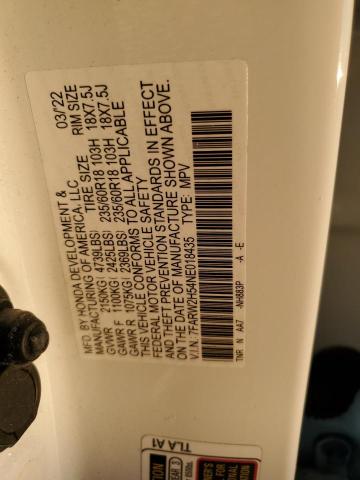 MFD BY HONDA DEVELOPMENT & 03/22
MANUFACTURING OF AMERICA, LLC. TIRE SIZE RIM SIZE
GVWR 2150KG( 4739LBS)
GAWR F 1100KG( 2425LBS) 235/60R18 103H 18X7.5J
GAWR R 1075KG( 2369LBS) 235/60R18 103H 18X7.5J
THIS VEHICLE CONFORMS TO ALL APPLICABLE
FEDERAL MOTOR VEHICLE SAFETY
AND THEFT PREVENTION STANDARDS IN EFFECT
ON THE DATE OF MANUFACTURE SHOWN ABOVE.
V.I.N. 7FARW2H54NE018435 TYPE: MPV
TNR N AA7 -NH883P -A -E
TLA A1